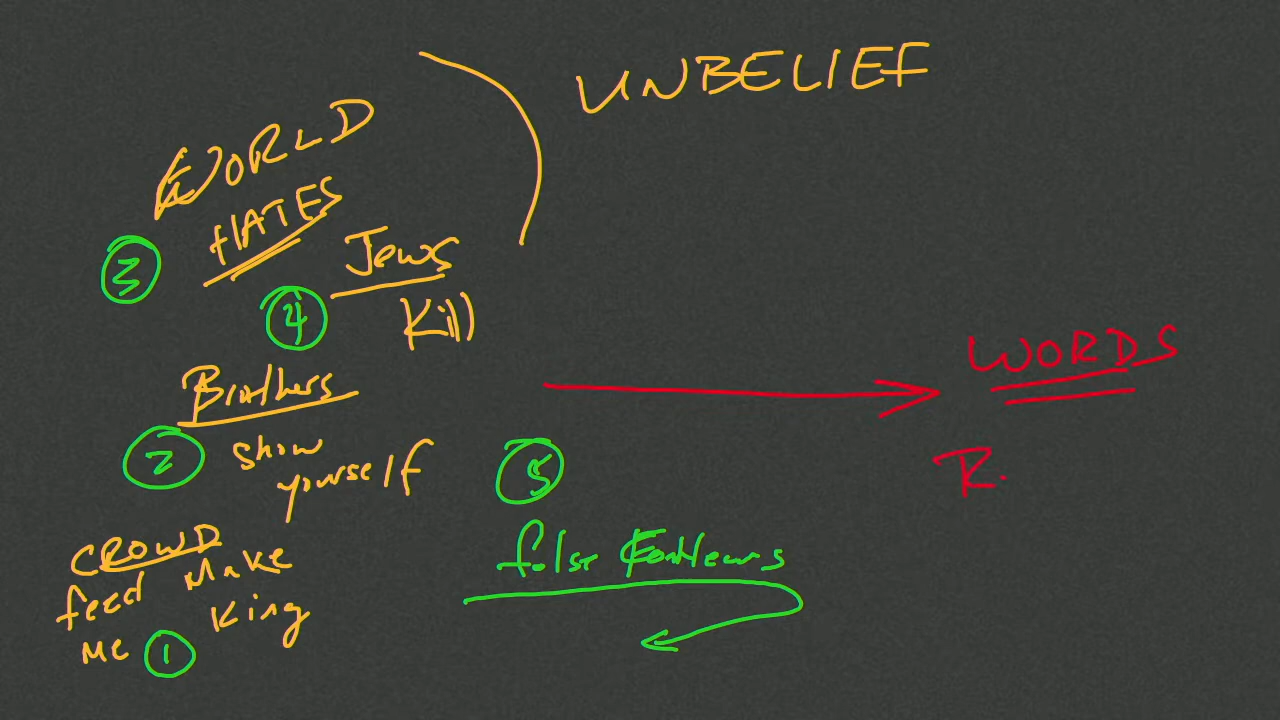 UNBELIEF
WORLD
HATES
3
Jews
4
Kill
WORDS
Brothers
2
show
yourself
R.
5
CROWD
feed Make
me King
1
false